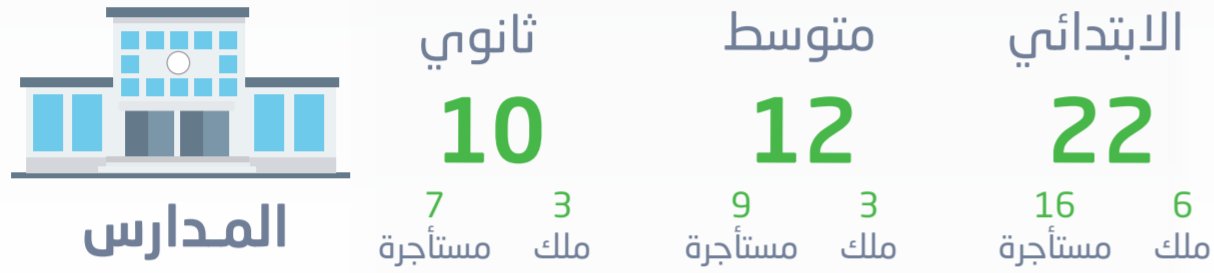 الابتدائي
22
6 16
ملك مستأجرة
متوسط
12
3 9
ملك مستأجرة
ثانوي
10
3 7
ملك مستأجرة
المدارس